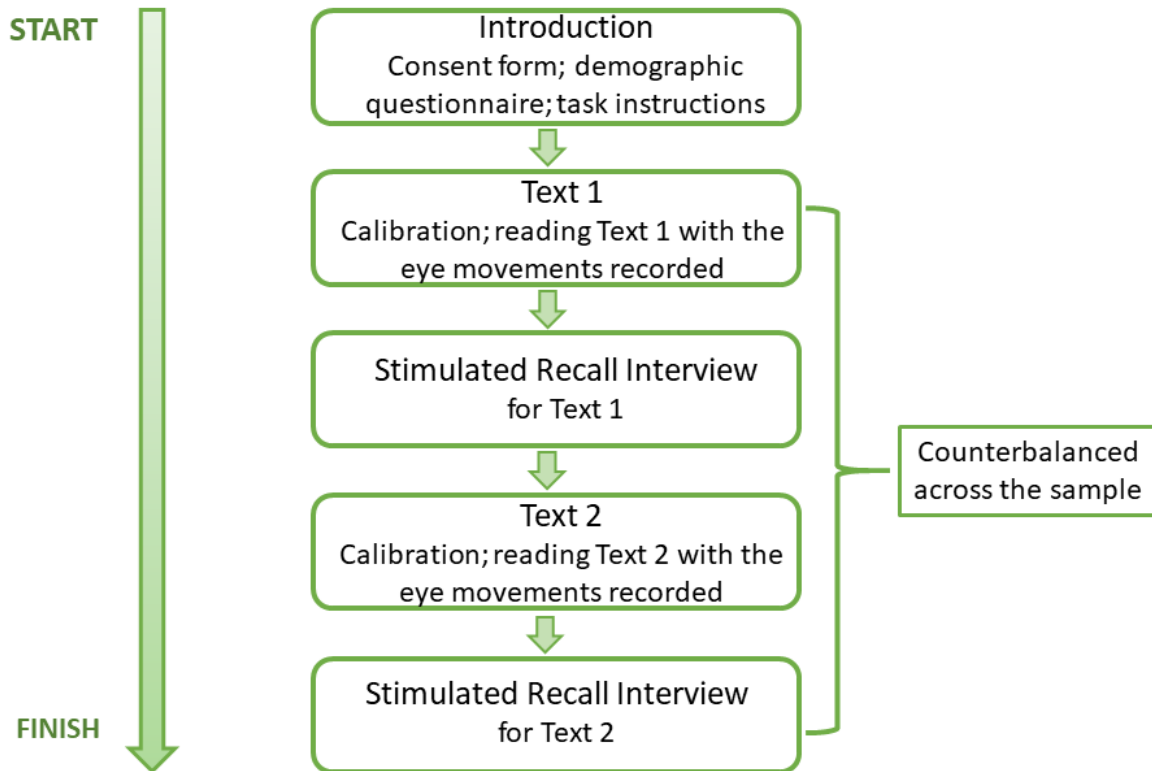 START
Introduction
Consent form; demographic
questionnaire; task instructions
Text 1
Calibration; reading Text 1 with the
eye movements recorded
Stimulated Recall Interview
for Text 1
Text 2
Calibration; reading Text 2 with the
eye movements recorded
Stimulated Recall Interview
for Text 2
Counterbalanced
across the sample
FINISH